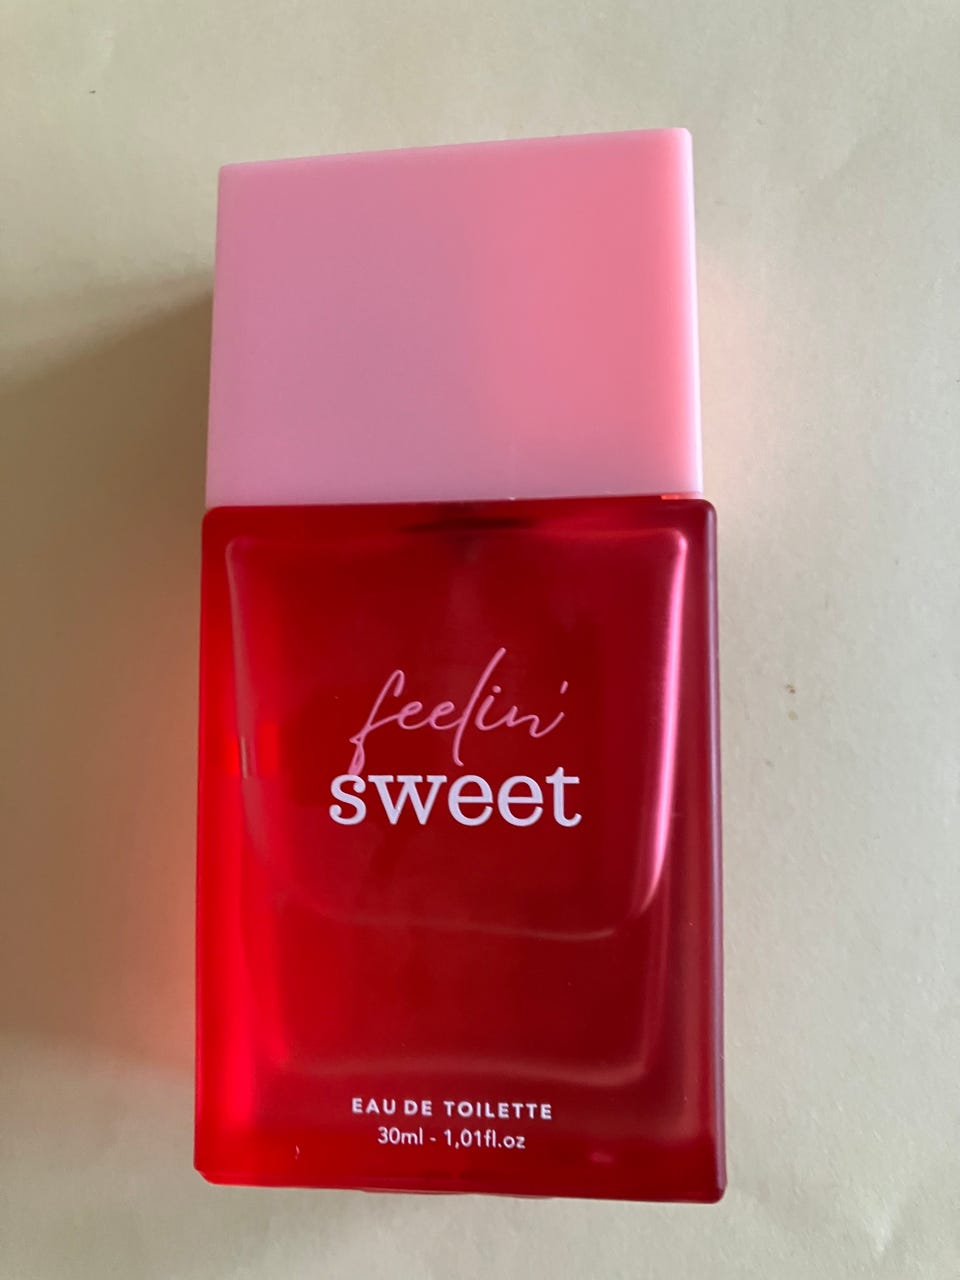 feelin'
sweet
EAU DE TOILETTE
30ml - 1,01fl.oz